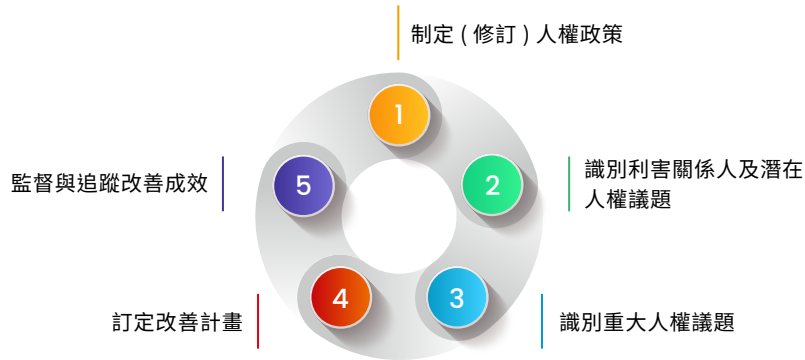 制定 ( 修訂 ) 人權政策
1
2
識別利害關係人及潛在
人權議題
3
識別重大人權議題
4
訂定改善計畫
5
監督與追蹤改善成效